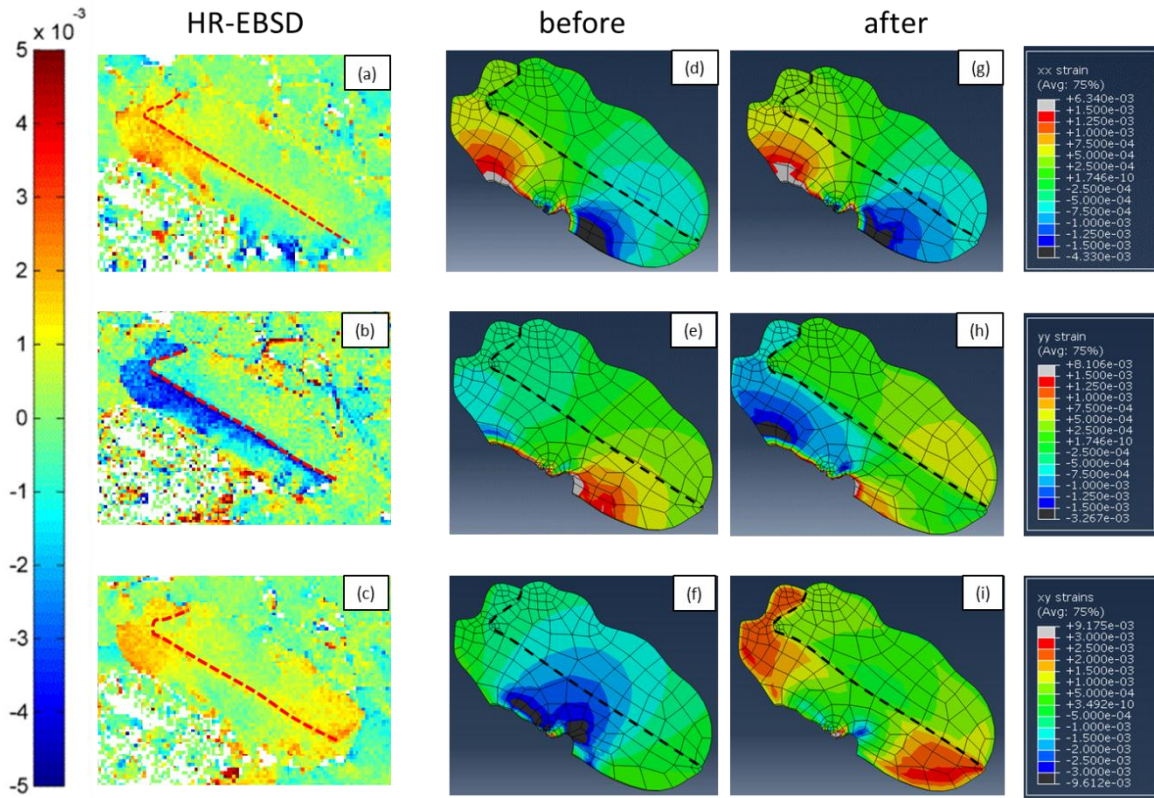 HR-EBSD before after
x 10⁻³
5
4
3
2
1
0
-1
-2
-3
-4
-5
(a)
(d)
(g)
xx strain
(Avg: 75%)
+6.340e-03
+1.500e-03
+1.250e-03
+1.000e-03
+7.500e-04
+5.000e-04
+2.500e-04
+1.746e-10
-2.500e-04
-5.000e-04
-7.500e-04
-1.000e-03
-1.250e-03
-1.500e-03
-4.330e-03
(b)
(e)
(h)
yy strain
(Avg: 75%)
+8.106e-03
+1.500e-03
+1.250e-03
+1.000e-03
+7.500e-04
+5.000e-04
+2.500e-04
+1.746e-10
-2.500e-04
-5.000e-04
-7.500e-04
-1.000e-03
-1.250e-03
-1.500e-03
-3.267e-03
(c)
(f)
(i)
xy strains
(Avg: 75%)
+9.175e-03
+3.000e-03
+2.500e-03
+2.000e-03
+1.500e-03
+1.000e-03
+5.000e-04
+3.492e-10
-5.000e-04
-1.000e-03
-1.500e-03
-2.000e-03
-2.500e-03
-3.000e-03
-9.612e-03